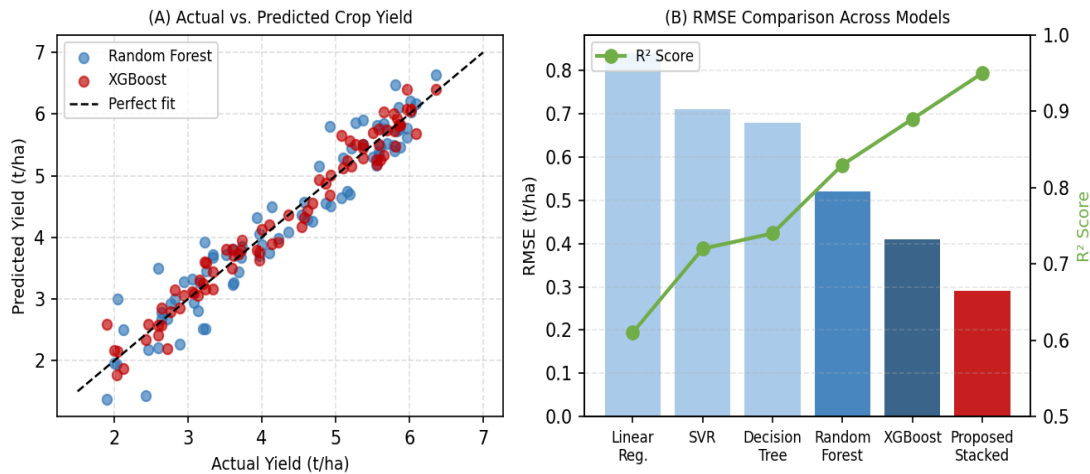 (A) Actual vs. Predicted Crop Yield
Random Forest
XGBoost
Perfect fit
Predicted Yield (t/ha)
7
6
5
4
3
2
2 3 4 5 6 7
Actual Yield (t/ha)
(B) RMSE Comparison Across Models
R² Score
RMSE (t/ha)
0.8
0.7
0.6
0.5
0.4
0.3
0.2
0.1
0.0
Linear Reg.
SVR
Decision Tree
Random Forest
XGBoost
Proposed Stacked
1.0
0.9
0.8
0.7
0.6
0.5
R² Score